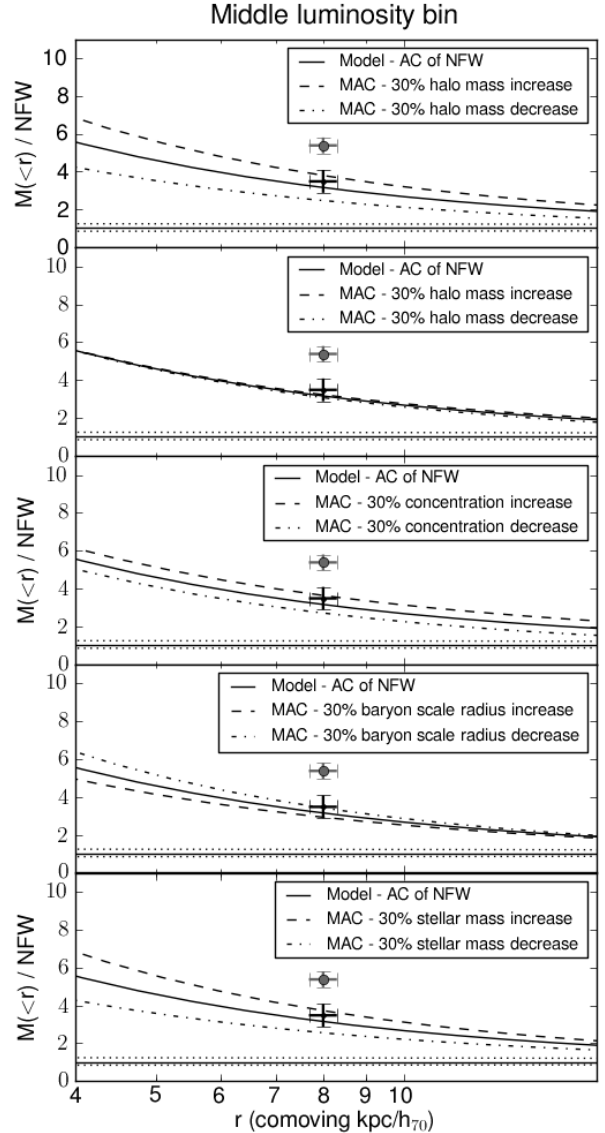 Middle luminosity bin
M(<r) / NFW
10
8
6
4
2
0
Model - AC of NFW
MAC - 30% halo mass increase
MAC - 30% halo mass decrease
10
8
6
4
2
0
Model - AC of NFW
MAC - 30% halo mass increase
MAC - 30% halo mass decrease
M(<r) / NFW
10
8
6
4
2
0
Model - AC of NFW
MAC - 30% concentration increase
MAC - 30% concentration decrease
10
8
6
4
2
0
Model - AC of NFW
MAC - 30% baryon scale radius increase
MAC - 30% baryon scale radius decrease
M(<r) / NFW
10
8
6
4
2
0
Model - AC of NFW
MAC - 30% stellar mass increase
MAC - 30% stellar mass decrease
4 5 6 7 8 9 10
r (comoving kpc/h₇₀)